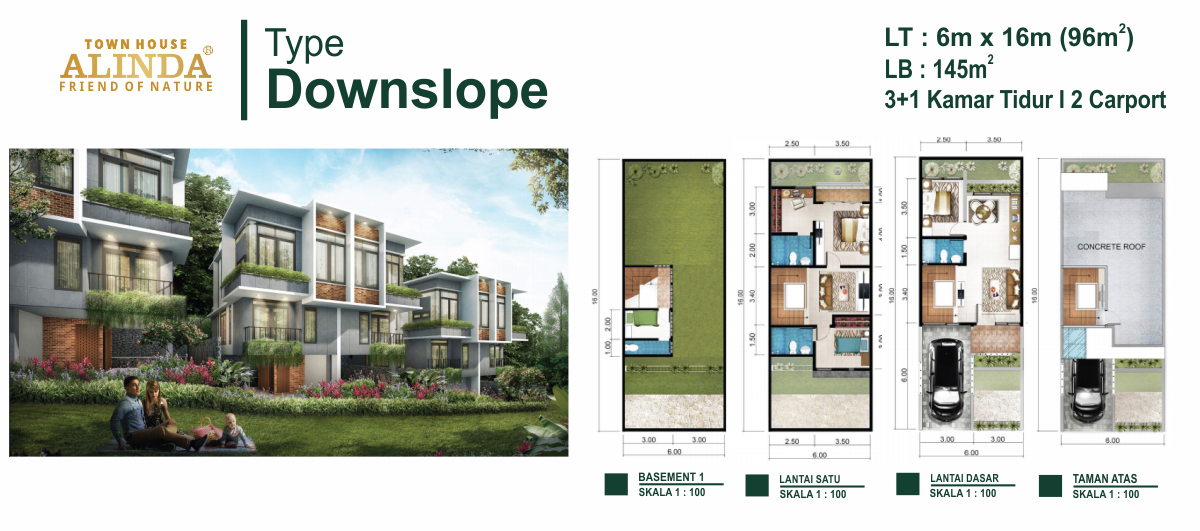 TOWN HOUSE
ALINDA®
FRIEND OF NATURE
Type
Downslope
LT : 6m x 16m (96m²)
LB : 145m²
3+1 Kamar Tidur I 2 Carport
16.00
2.00
1.00
3.00 3.00
6.00
BASEMENT 1
SKALA 1 : 100
2.50 3.50
16.00
3.00
2.00
3.40
1.50
2.50 3.50
6.00
LANTAI SATU
SKALA 1 : 100
2.50 3.50
16.00
3.50
1.50
3.40
6.00
3.00 3.00
6.00
LANTAI DASAR
SKALA 1 : 100
16.00
CONCRETE ROOF
6.00
TAMAN ATAS
SKALA 1 : 100